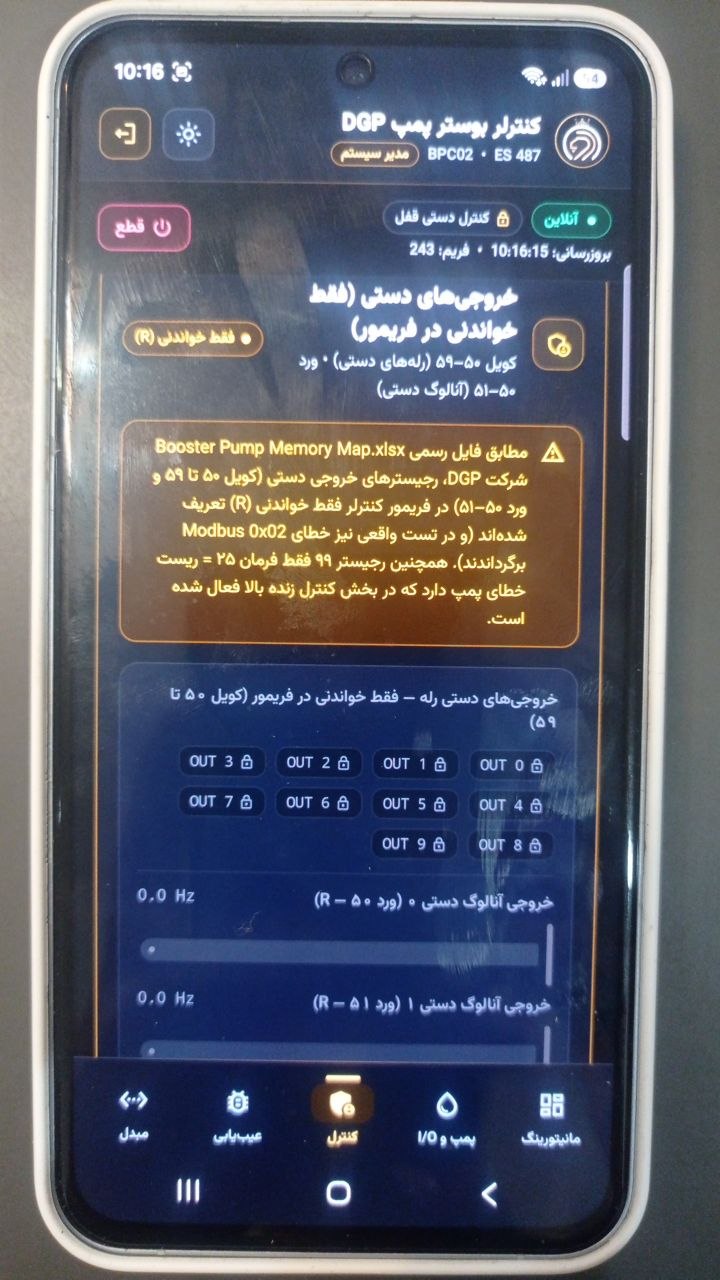 10:16
54
کنترلر بوستر پمپ DGP
BPC02 • ES 487
مدیر سیستم
آنلاین
کنترل دستی قفل
قطع
بروزرسانی: 10:16:15 • فریم: 243
خروجی‌های دستی (فقط
خواندنی در فریمور)
فقط خواندنی (R)
کویل ۵۰–۵۹ (رله‌های دستی) • ورد
۵۰–۵۱ (آنالوگ دستی)
مطابق فایل رسمی Booster Pump Memory Map.xlsx
شرکت DGP، رجیسترهای خروجی دستی (کویل ۵۰ تا ۵۹ و
ورد ۵۰–۵۱) در فریمور کنترلر فقط خواندنی (R) تعریف
شده‌اند (و در تست واقعی نیز خطای Modbus 0x02
برگرداندند). همچنین رجیستر ۹۹ فقط فرمان ۲۵ = ریست
خطای پمپ دارد که در بخش کنترل زنده بالا فعال شده
است.
خروجی‌های دستی رله – فقط خواندنی در فریمور (کویل ۵۰ تا
۵۹)
OUT 0 OUT 1 OUT 2 OUT 3
OUT 4 OUT 5 OUT 6 OUT 7
OUT 8 OUT 9
خروجی آنالوگ دستی ۰ (ورد ۵۰ – R)
0.0 Hz
خروجی آنالوگ دستی ۱ (ورد ۵۱ – R)
0.0 Hz
مانیتورینگ
پمپ و I/O
کنترل
عیب‌یابی
مبدل